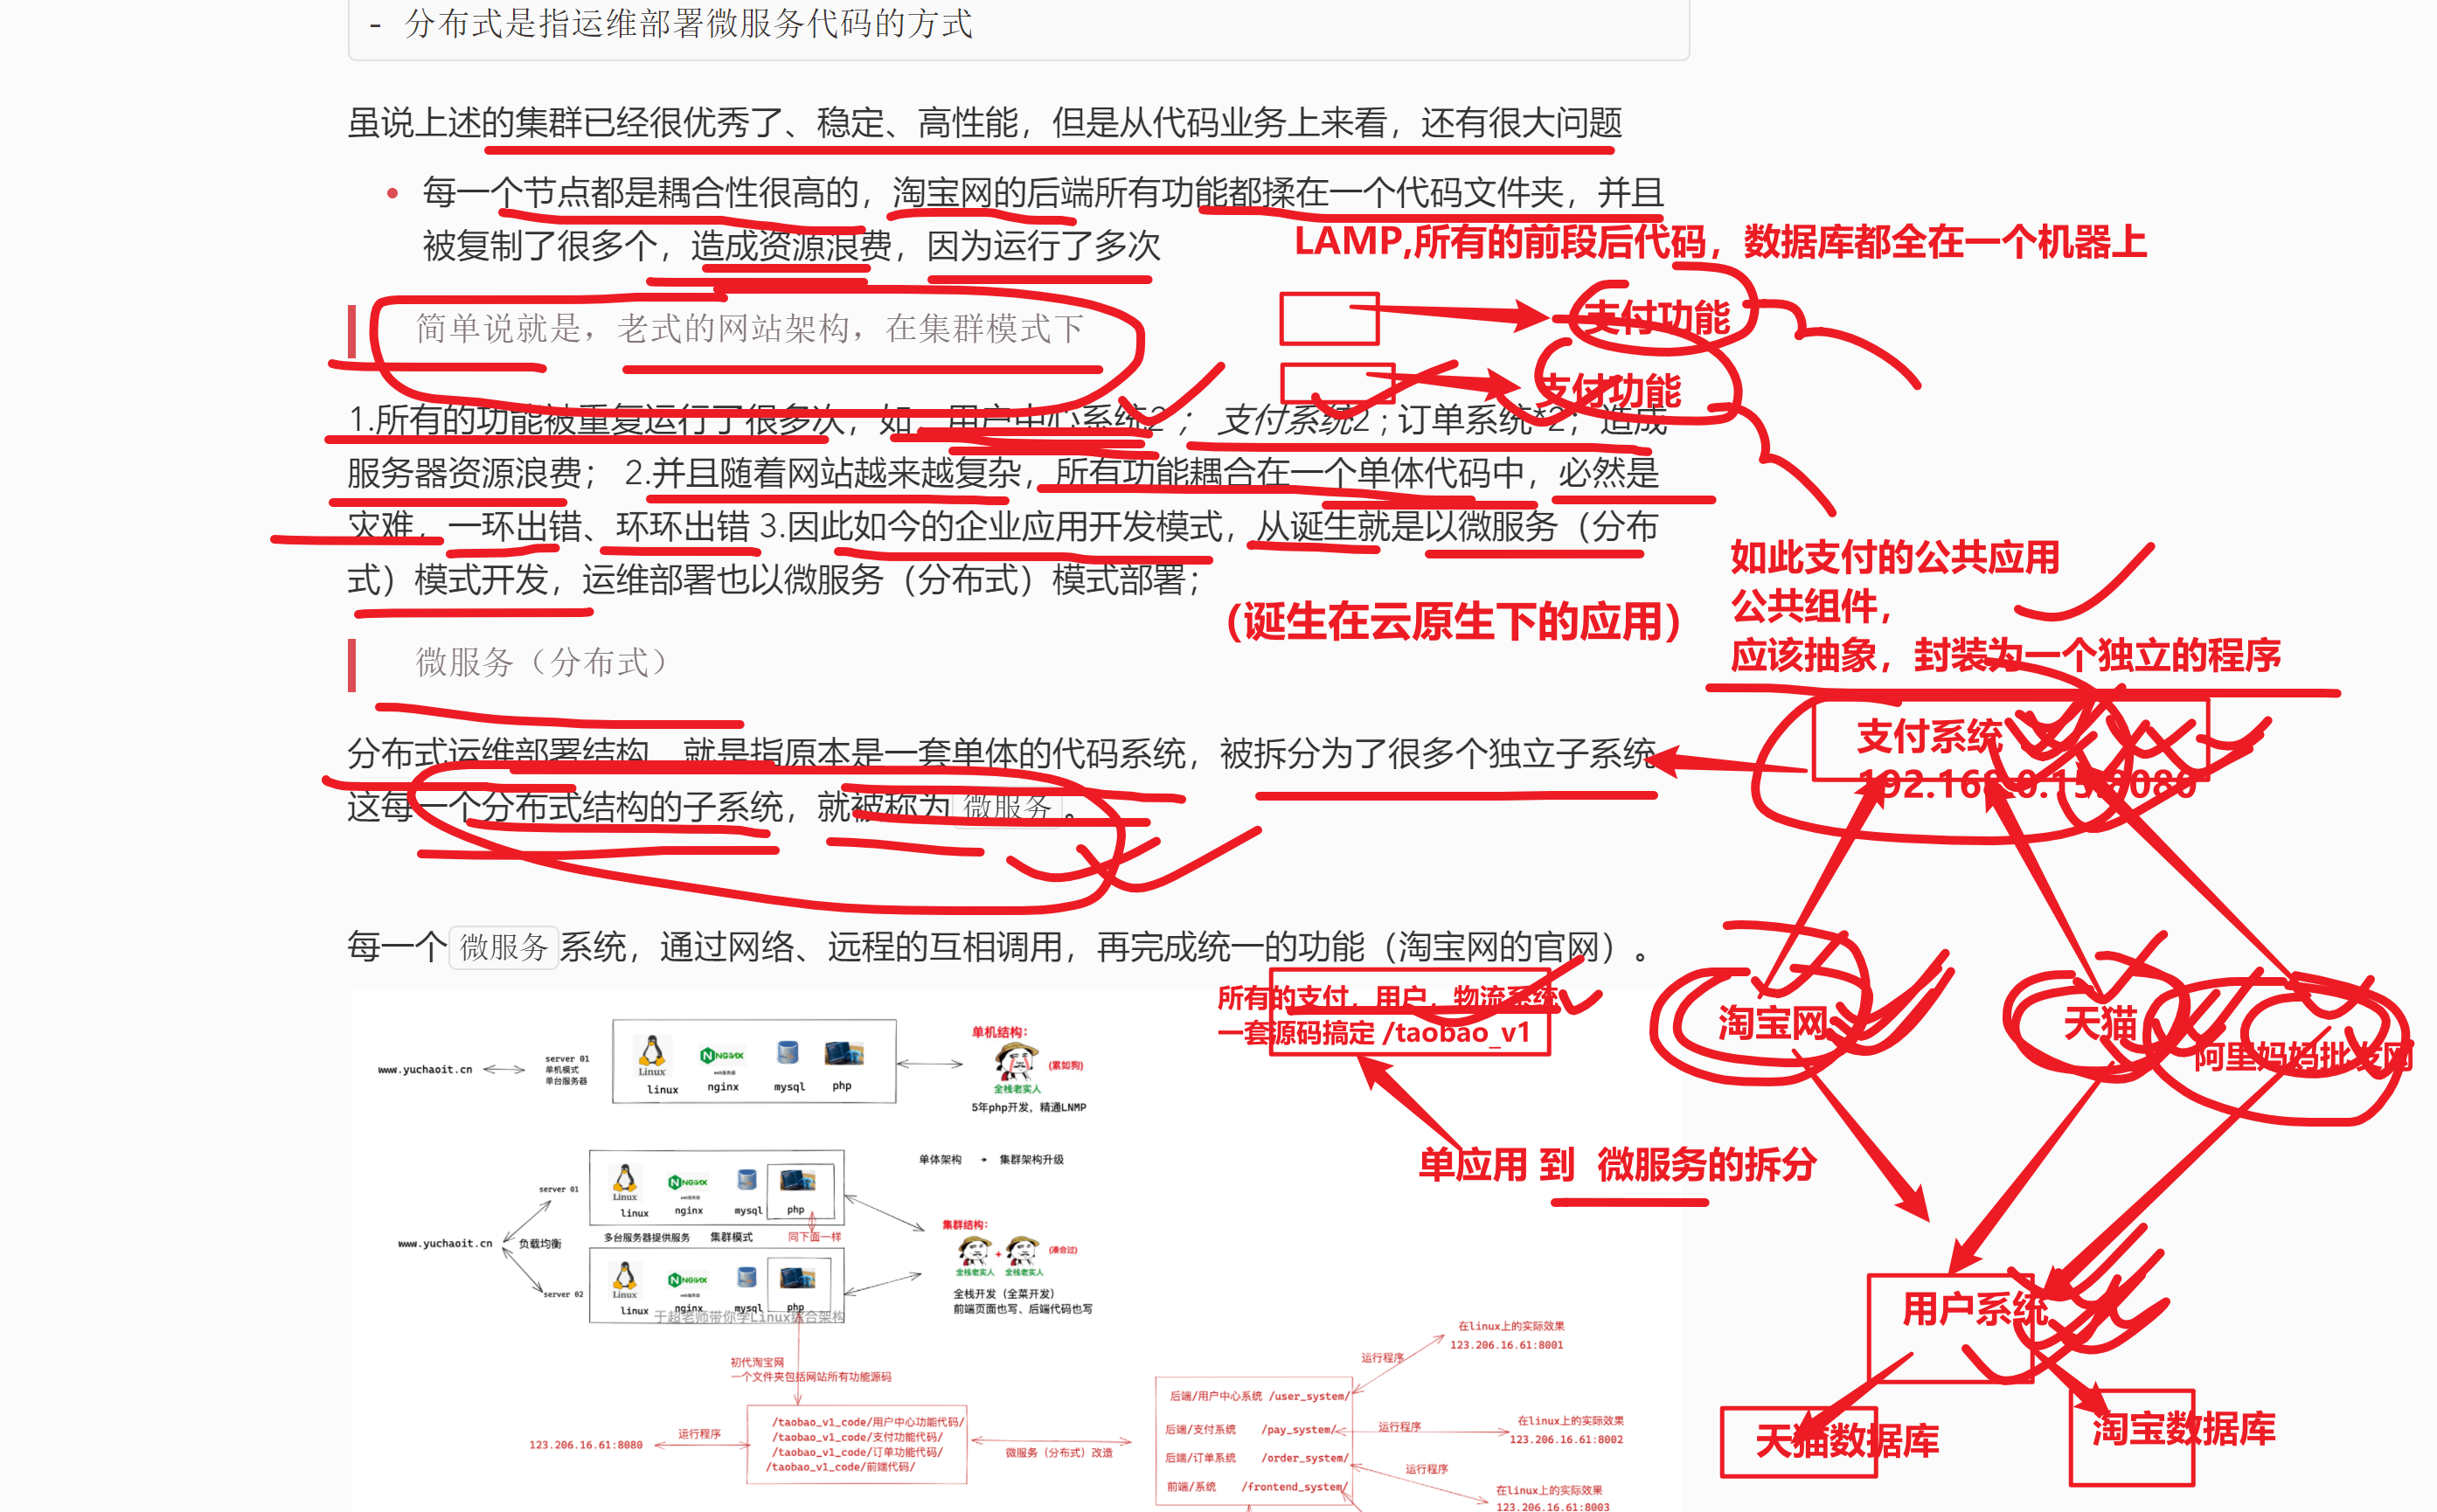 - 分布式是指运维部署微服务代码的方式
虽说上述的集群已经很优秀了、稳定、高性能，但是从代码业务上来看，还有很大问题
每一个节点都是耦合性很高的，淘宝网的后端所有功能都揉在一个代码文件夹，并且
被复制了很多个，造成资源浪费，因为运行了多次
LAMP,所有的前段后代码，数据库都全在一个机器上
支付功能
支付功能
简单说就是，老式的网站架构，在集群模式下
1.所有的功能被重复运行了很多次，如，用户中心系统2； 支付系统2；订单系统*2；造成
服务器资源浪费； 2.并且随着网站越来越复杂，所有功能耦合在一个单体代码中，必然是
灾难，一环出错、环环出错 3.因此如今的企业应用开发模式，从诞生就是以微服务（分布
式）模式开发，运维部署也以微服务（分布式）模式部署；
（诞生在云原生下的应用）
如此支付的公共应用
公共组件，
应该抽象，封装为一个独立的程序
微服务（分布式）
支付系统
分布式运维部署结构，就是指原本是一套单体的代码系统，被拆分为了很多个独立子系统
这每一个分布式结构的子系统，就被称为 微服务 。
每一个 微服务 系统，通过网络、远程的互相调用，再完成统一的功能（淘宝网的官网）。
所有的支付，用户，物流系统
一套源码搞定 /taobao_v1
淘宝网
天猫
阿里妈妈批发网
单应用 到 微服务的拆分
用户系统
天猫数据库
淘宝数据库
www.yuchaoit.cn
server 01
单机模式
单台服务器
Linux
NGINX
linux
nginx
mysql
php
单机结构：
(累如狗)
全栈老实人
5年php开发，精通LNMP
单体架构 → 集群架构升级
server 01
Linux
NGINX
linux
nginx
mysql
php
www.yuchaoit.cn
负载均衡
多台服务器提供服务
集群模式
同下面一样
集群结构：
+
(凑合过)
全栈老实人
全栈老实人
全栈开发（全菜开发）
前端页面也写、后端代码也写
server 02
Linux
NGINX
linux
nginx
mysql
php
于超老师带你学Linux综合架构
初代淘宝网
一个文件夹包括网站所有功能源码
123.206.16.61:8080
运行程序
/taobao_v1_code/用户中心功能代码/
/taobao_v1_code/支付功能代码/
/taobao_v1_code/订单功能代码/
/taobao_v1_code/前端代码/
微服务（分布式）改造
后端/用户中心系统 /user_system/
后端/支付系统 /pay_system/
后端/订单系统 /order_system/
前端/系统 /frontend_system/
运行程序
在linux上的实际效果
123.206.16.61:8001
运行程序
在linux上的实际效果
123.206.16.61:8002
运行程序
在linux上的实际效果
123.206.16.61:8003